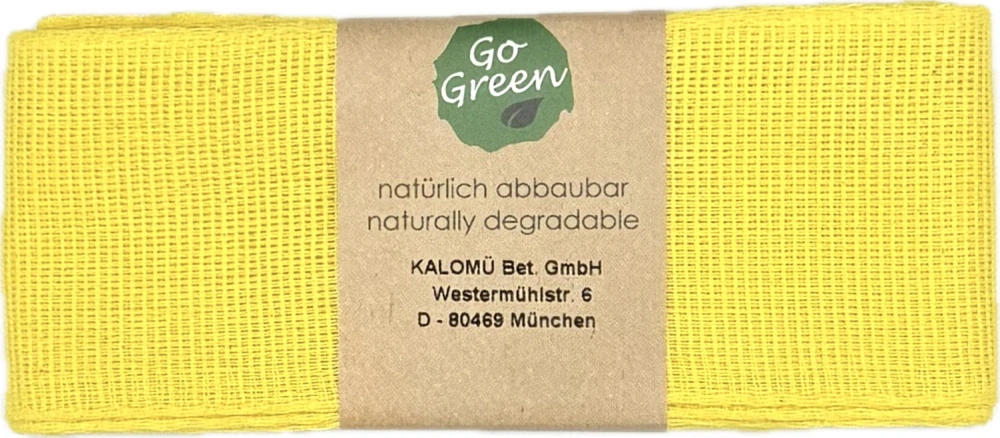 Go
Green
natürlich abbaubar
naturally degradable
KALOMÜ Bet. GmbH
Westermühlstr. 6
D - 80469 München